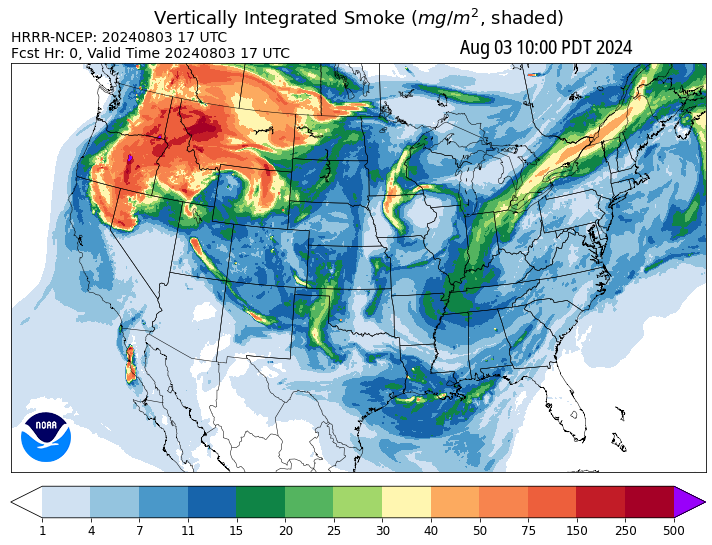 Vertically Integrated Smoke (mg/m², shaded)
HRRR-NCEP: 20240803 17 UTC
Fcst Hr: 0, Valid Time 20240803 17 UTC
Aug 03 10:00 PDT 2024
NOAA
1 4 7 11 15 20 25 30 40 50 75 150 250 500